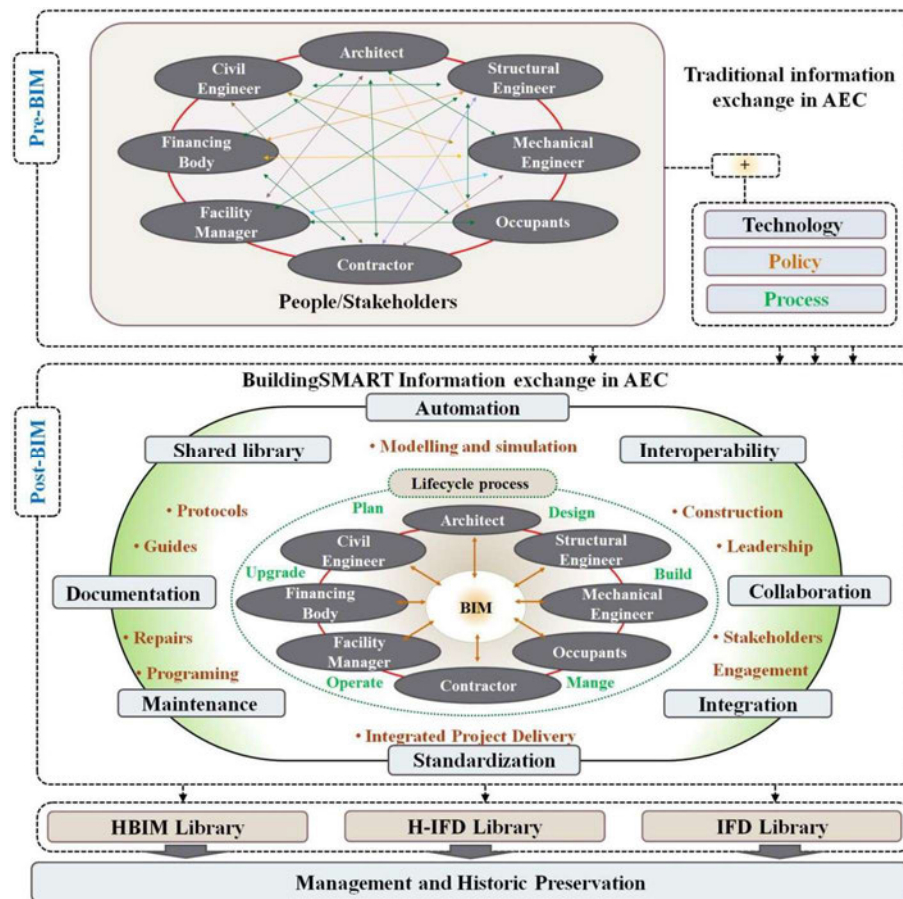 Pre-BIM
Architect
Civil
Engineer
Structural
Engineer
Financing
Body
Mechanical
Engineer
Facility
Manager
Occupants
Contractor
People/Stakeholders
Traditional information
exchange in AEC
+
Technology
Policy
Process
Post-BIM
BuildingSMART Information exchange in AEC
Automation
Shared library
• Modelling and simulation
Interoperability
Lifecycle process
• Protocols
Plan
Architect
Design
• Construction
• Guides
Civil
Engineer
Structural
Engineer
• Leadership
Upgrade
Build
Documentation
Financing
Body
BIM
Mechanical
Engineer
Collaboration
• Repairs
Facility
Manager
Occupants
• Stakeholders
Engagement
• Programing
Operate
Contractor
Mange
Maintenance
Integration
• Integrated Project Delivery
Standardization
HBIM Library
H-IFD Library
IFD Library
Management and Historic Preservation